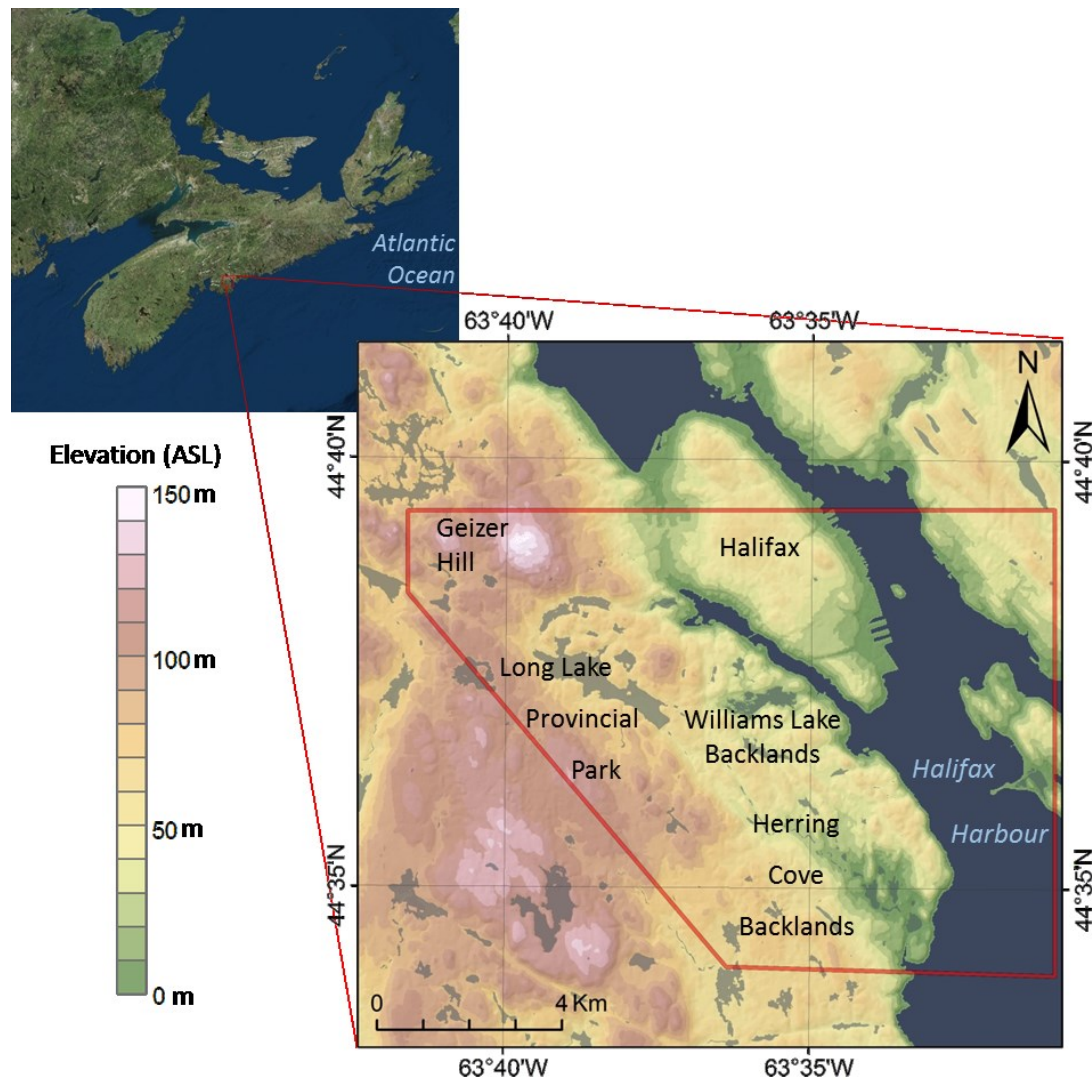 Atlantic
Ocean
63°40'W
63°35'W
N
Elevation (ASL)
150 m
100 m
50 m
0 m
44°40'N
44°40'N
Geizer
Hill
Halifax
Long Lake
Provincial
Park
Williams Lake
Backlands
Halifax
Harbour
Herring
Cove
Backlands
44°35'N
44°35'N
0
4 Km
63°40'W
63°35'W